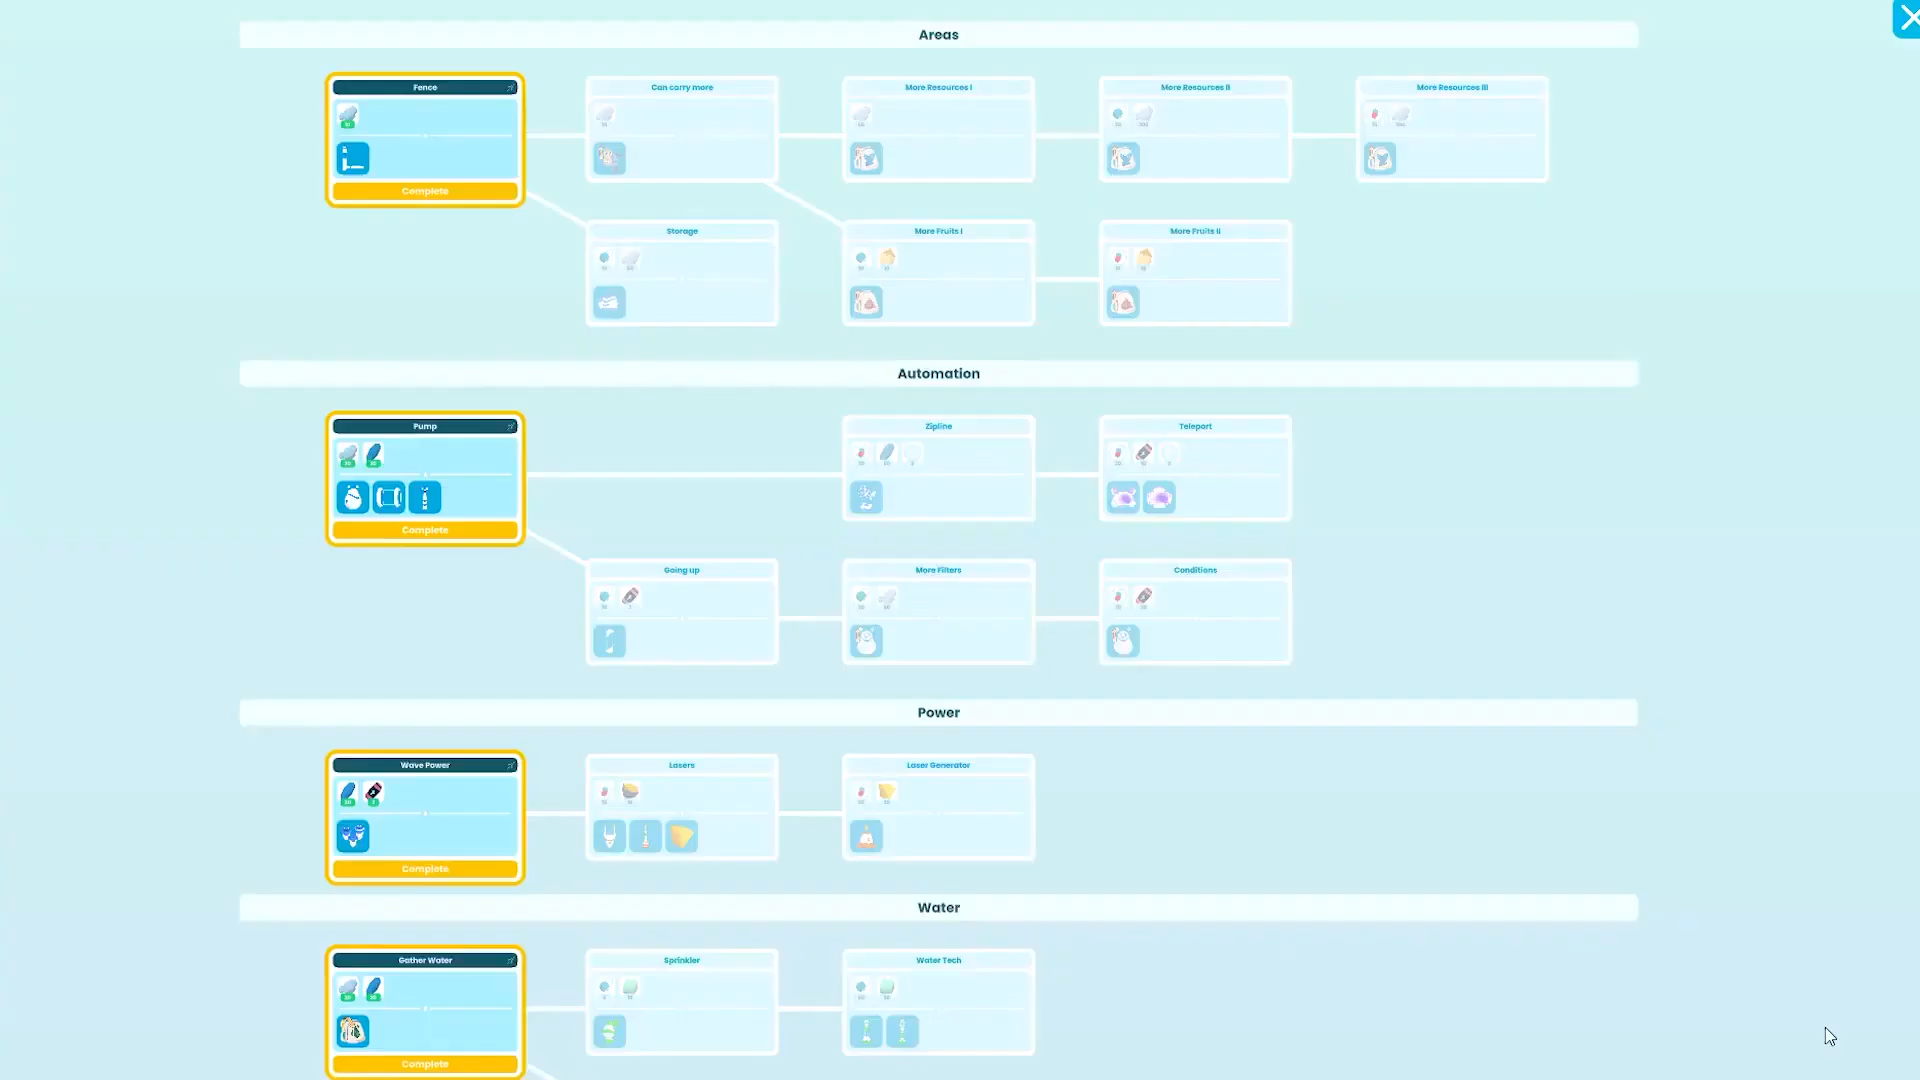 Areas
Fence
Can carry more
More Resources I
More Resources II
More Resources III
Complete
Storage
More Fruits I
More Fruits II
Automation
Pump
Zipline
Teleport
Complete
Going up
More Filters
Conditions
Power
Wave Power
Lasers
Laser Generator
Complete
Water
Gather Water
Sprinkler
Water Tech
Complete